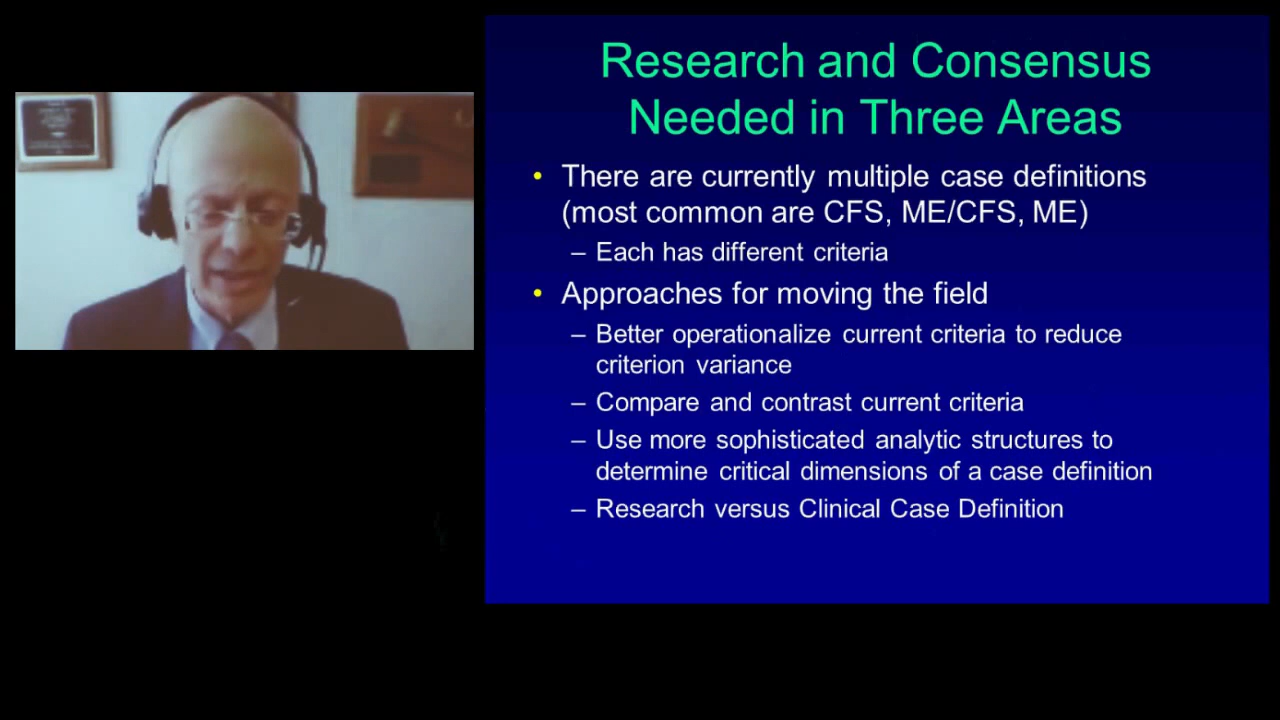 Research and Consensus
Needed in Three Areas
• There are currently multiple case definitions
(most common are CFS, ME/CFS, ME)
– Each has different criteria
• Approaches for moving the field
– Better operationalize current criteria to reduce
criterion variance
– Compare and contrast current criteria
– Use more sophisticated analytic structures to
determine critical dimensions of a case definition
– Research versus Clinical Case Definition